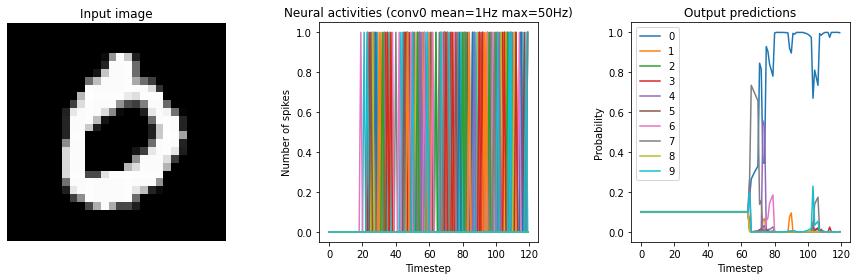 Input image
0
Neural activities (conv0 mean=1Hz max=50Hz)
Number of spikes
1.0
0.8
0.6
0.4
0.2
0.0
0 20 40 60 80 100 120
Timestep
Output predictions
Probability
1.0
0.8
0.6
0.4
0.2
0.0
0
1
2
3
4
5
6
7
8
9
0 20 40 60 80 100 120
Timestep